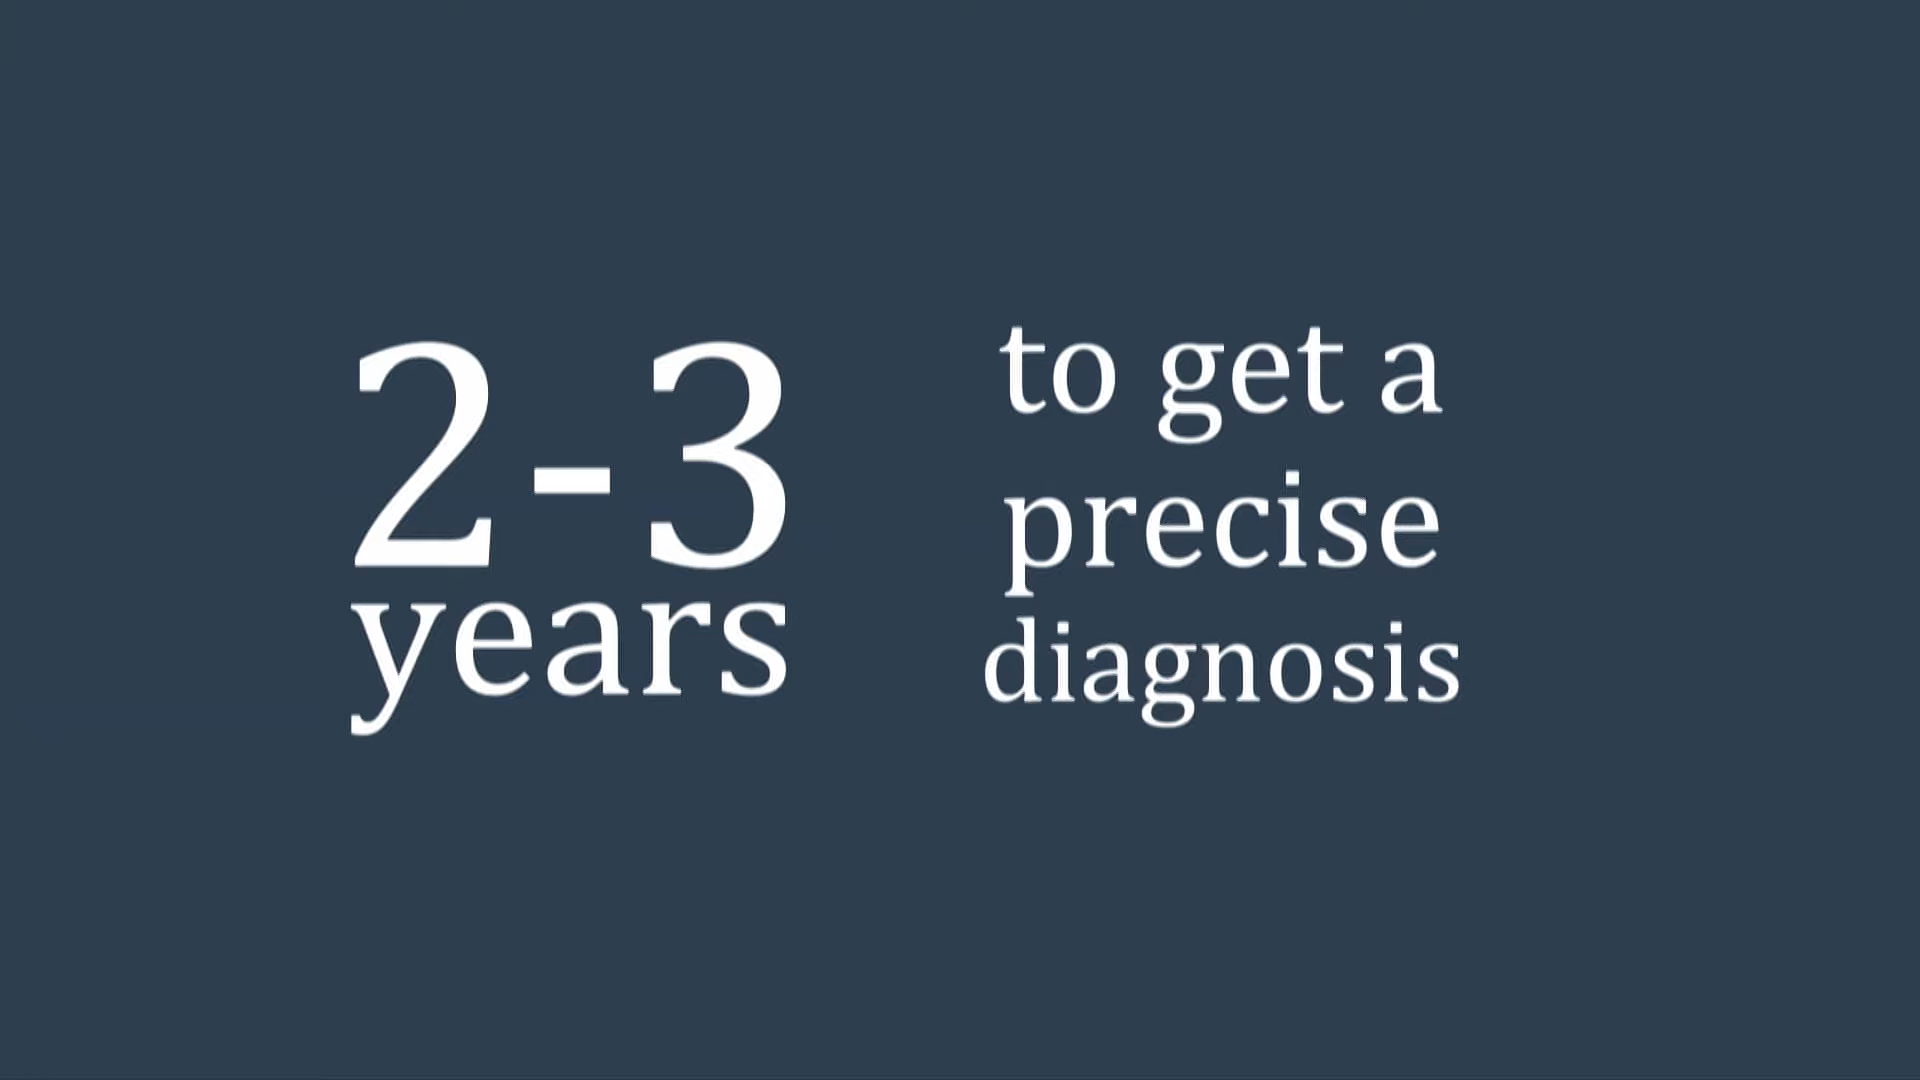 2-3
years
to get a
precise
diagnosis